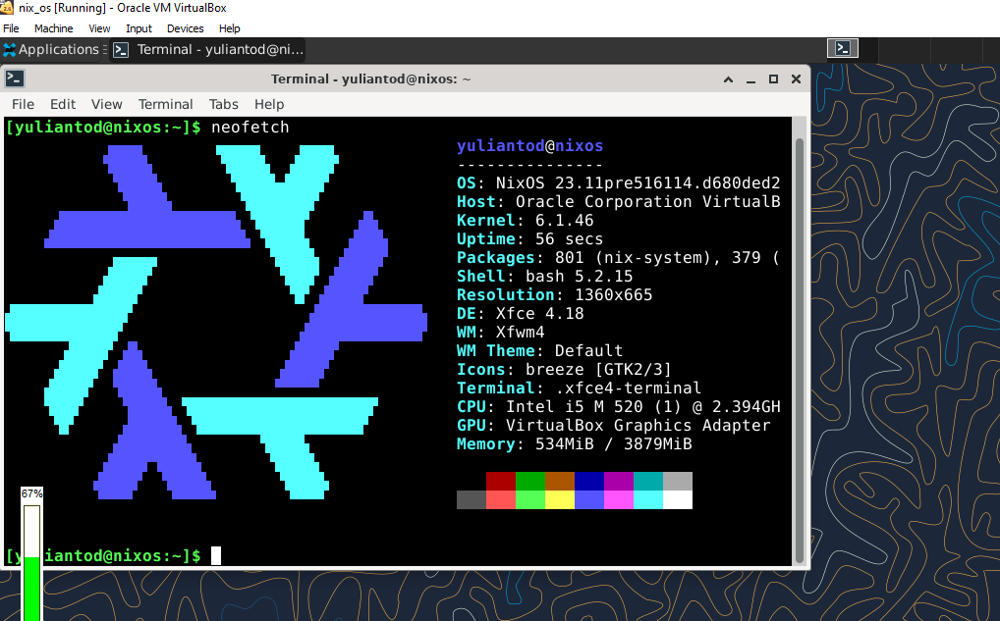 nix_os [Running] - Oracle VM VirtualBox
File Machine View Input Devices Help
Applications Terminal - yuliantod@ni...
Terminal - yuliantod@nixos: ~
File Edit View Terminal Tabs Help
[yuliantod@nixos:~]$ neofetch
yuliantod@nixos
---------------
OS: NixOS 23.11pre516114.d680ded2
Host: Oracle Corporation VirtualB
Kernel: 6.1.46
Uptime: 56 secs
Packages: 801 (nix-system), 379 (
Shell: bash 5.2.15
Resolution: 1360x665
DE: Xfce 4.18
WM: Xfwm4
WM Theme: Default
Icons: breeze [GTK2/3]
Terminal: .xfce4-terminal
CPU: Intel i5 M 520 (1) @ 2.394GH
GPU: VirtualBox Graphics Adapter
Memory: 534MiB / 3879MiB
67%
[yuliantod@nixos:~]$